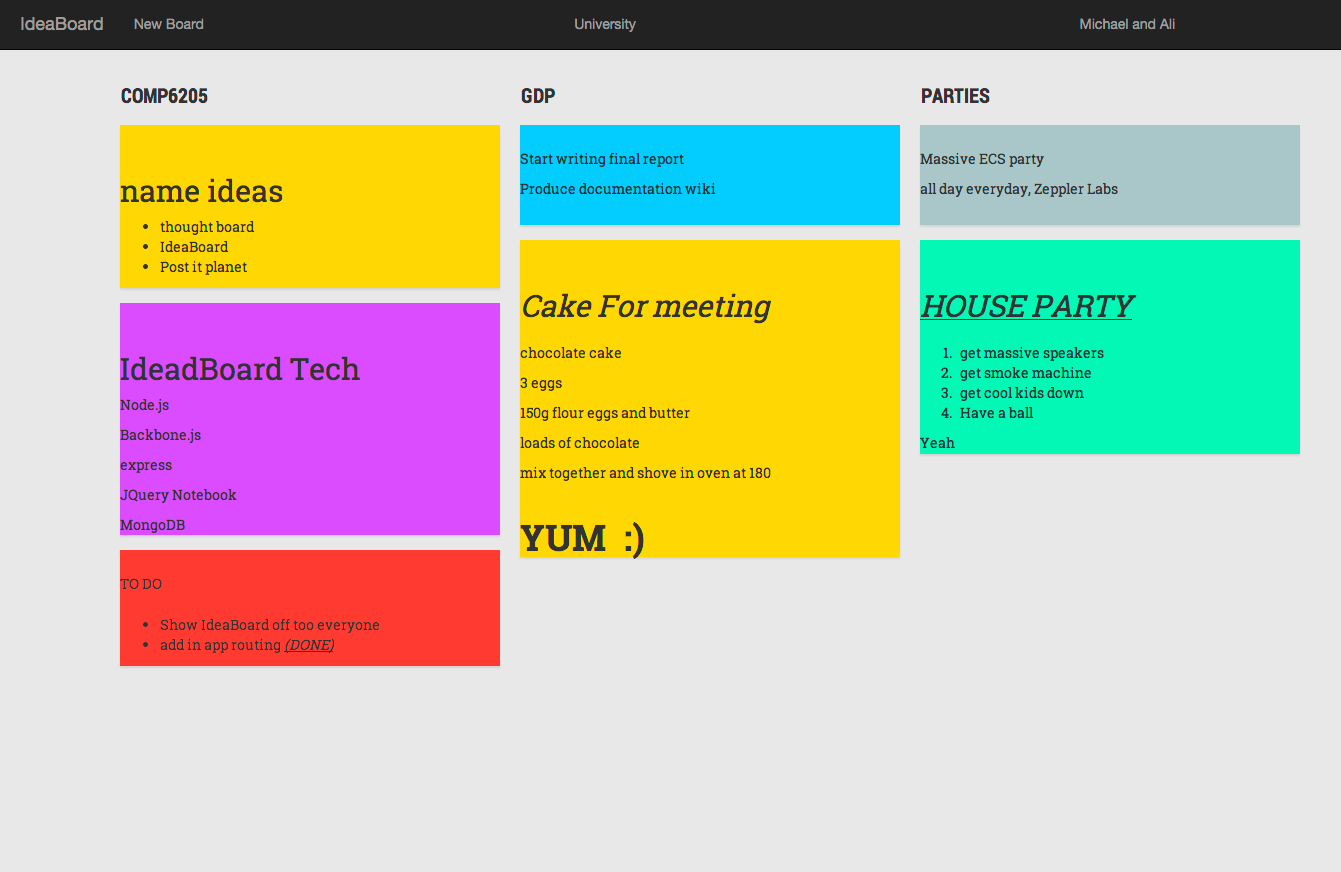 IdeaBoard New Board University Michael and Ali
COMP6205
name ideas
• thought board
• IdeaBoard
• Post it planet
IdeadBoard Tech
Node.js
Backbone.js
express
JQuery Notebook
MongoDB
TO DO
• Show IdeaBoard off too everyone
• add in app routing (DONE)
GDP
Start writing final report
Produce documentation wiki
Cake For meeting
chocolate cake
3 eggs
150g flour eggs and butter
loads of chocolate
mix together and shove in oven at 180
YUM :)
PARTIES
Massive ECS party
all day everyday, Zeppler Labs
HOUSE PARTY
1. get massive speakers
2. get smoke machine
3. get cool kids down
4. Have a ball
Yeah